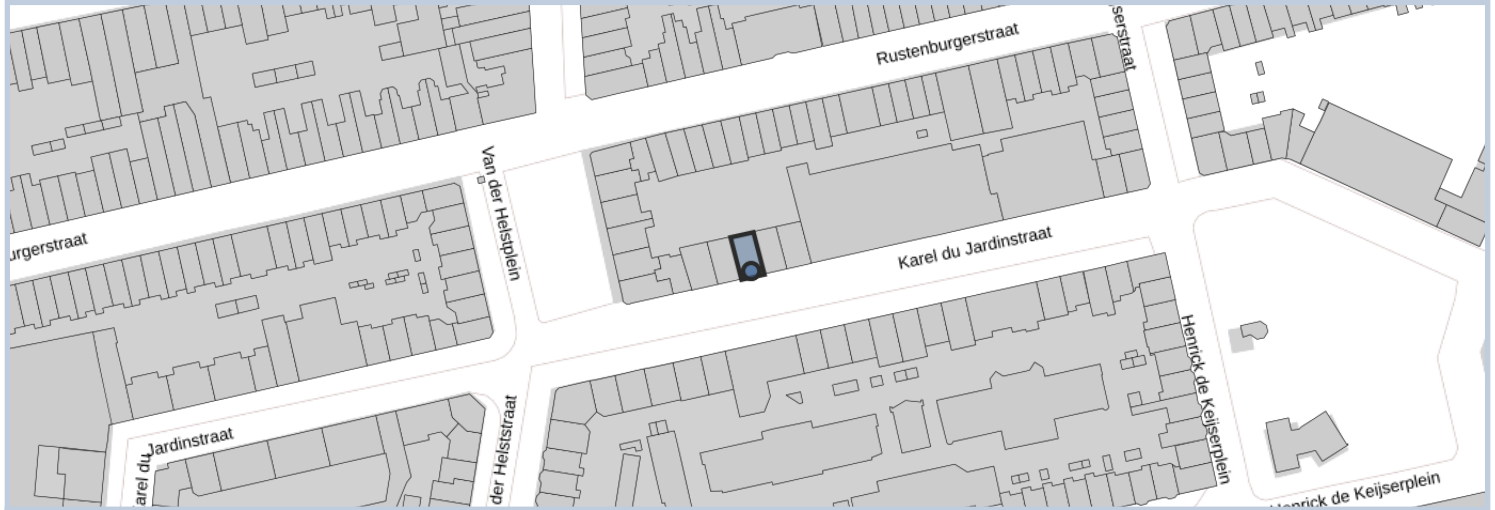 Rustenburgerstraat
serstraat
Van der Helstplein
urgerstraat
Karel du Jardinstraat
Henrick de Keijserplein
Jardinstraat
arel du
der Helststraat
Henrick de Keijserplein